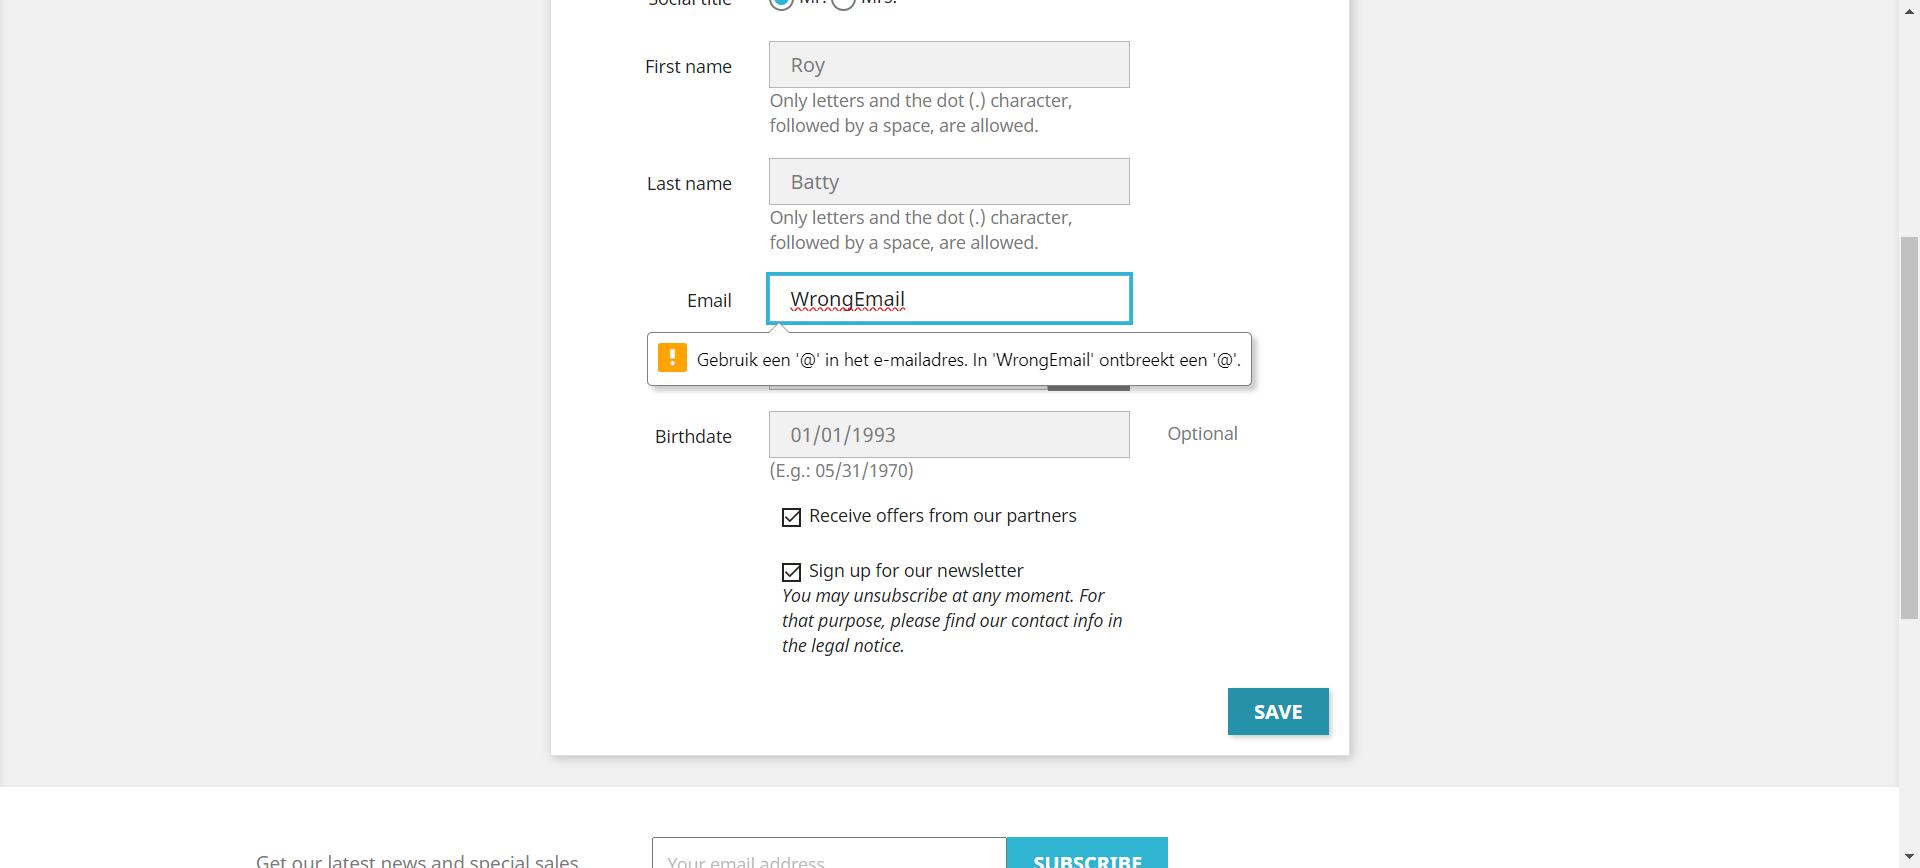 Social title Mr. Mrs.
First name Roy
Only letters and the dot (.) character,
followed by a space, are allowed.
Last name Batty
Only letters and the dot (.) character,
followed by a space, are allowed.
Email WrongEmail
Gebruik een '@' in het e-mailadres. In 'WrongEmail' ontbreekt een '@'.
Birthdate 01/01/1993 Optional
(E.g.: 05/31/1970)
Receive offers from our partners
Sign up for our newsletter
You may unsubscribe at any moment. For
that purpose, please find our contact info in
the legal notice.
SAVE
Get our latest news and special sales Your email address SUBSCRIBE